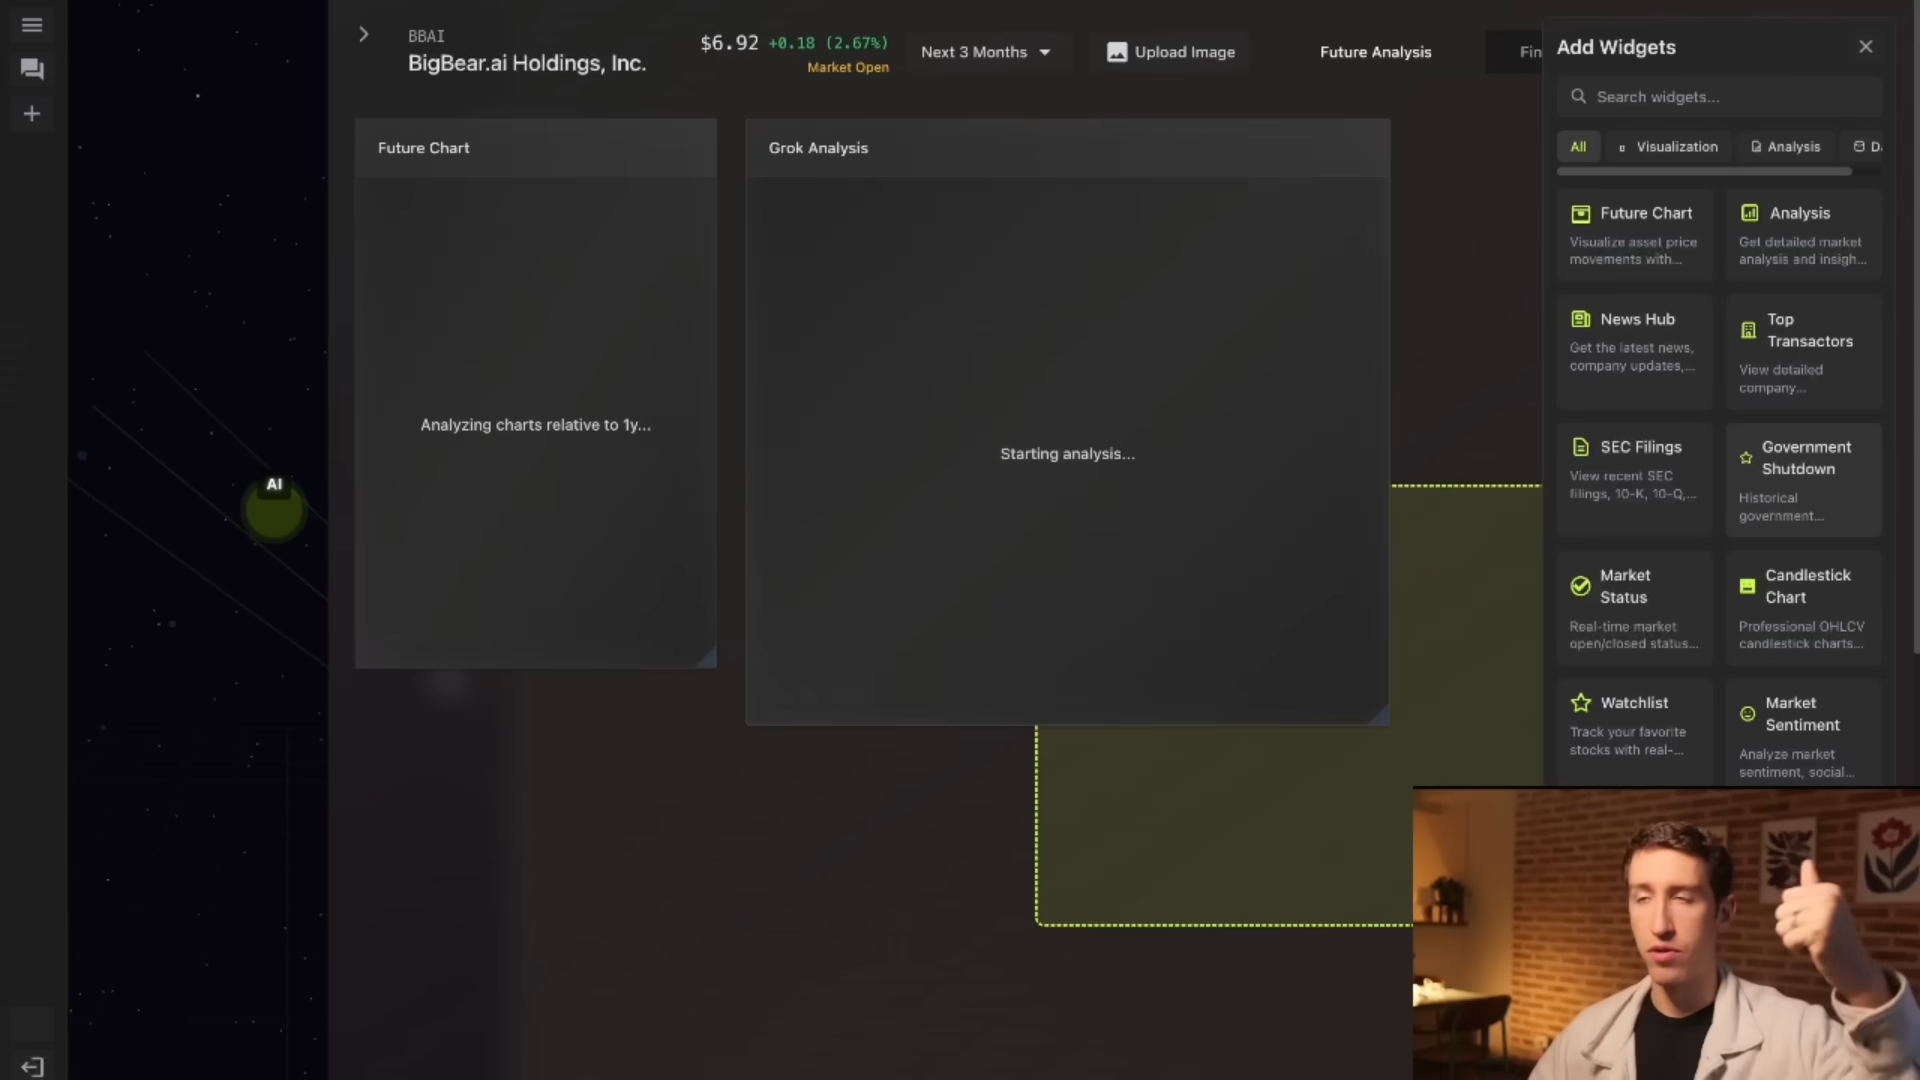 BBAI
BigBear.ai Holdings, Inc.
$6.92 +0.18 (2.67%)
Market Open
Next 3 Months
Upload Image
Future Analysis
Fin
Add Widgets
Search widgets...
All
Visualization
Analysis
D
Future Chart
Analyzing charts relative to 1y...
Grok Analysis
Starting analysis...
AI
Future Chart
Visualize asset price
movements with...
Analysis
Get detailed market
analysis and insigh...
News Hub
Get the latest news,
company updates,...
Top
Transactors
View detailed
company...
SEC Filings
View recent SEC
filings, 10-K, 10-Q,...
Government
Shutdown
Historical
government...
Market
Status
Real-time market
open/closed status...
Candlestick
Chart
Professional OHLCV
candlestick charts...
Watchlist
Track your favorite
stocks with real-...
Market
Sentiment
Analyze market
sentiment, social...